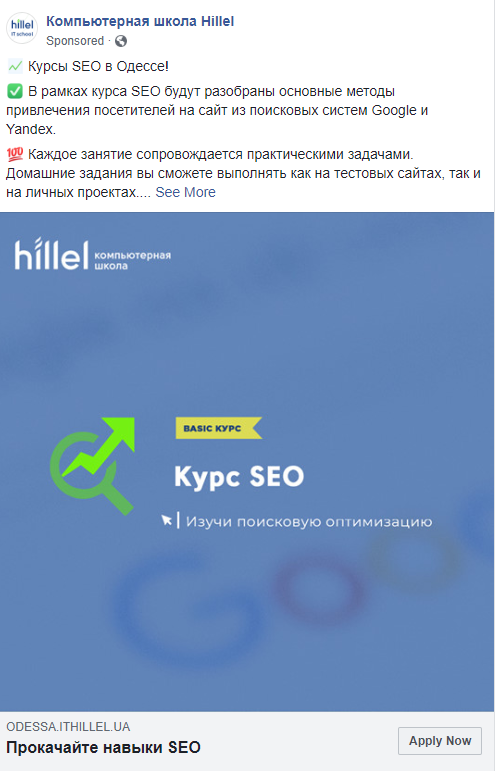 hillel
IT school
Компьютерная школа Hillel
Sponsored ·
📈 Курсы SEO в Одессе!
✅ В рамках курса SEO будут разобраны основные методы
привлечения посетителей на сайт из поисковых систем Google и
Yandex.
💯 Каждое занятие сопровождается практическими задачами.
Домашние задания вы сможете выполнять как на тестовых сайтах, так и
на личных проектах.... See More
hillel компьютерная
школа
BASIC КУРС
Курс SEO
Изучи поисковую оптимизацию
Goo
ODESSA.ITHILLEL.UA
Прокачайте навыки SEO
Apply Now